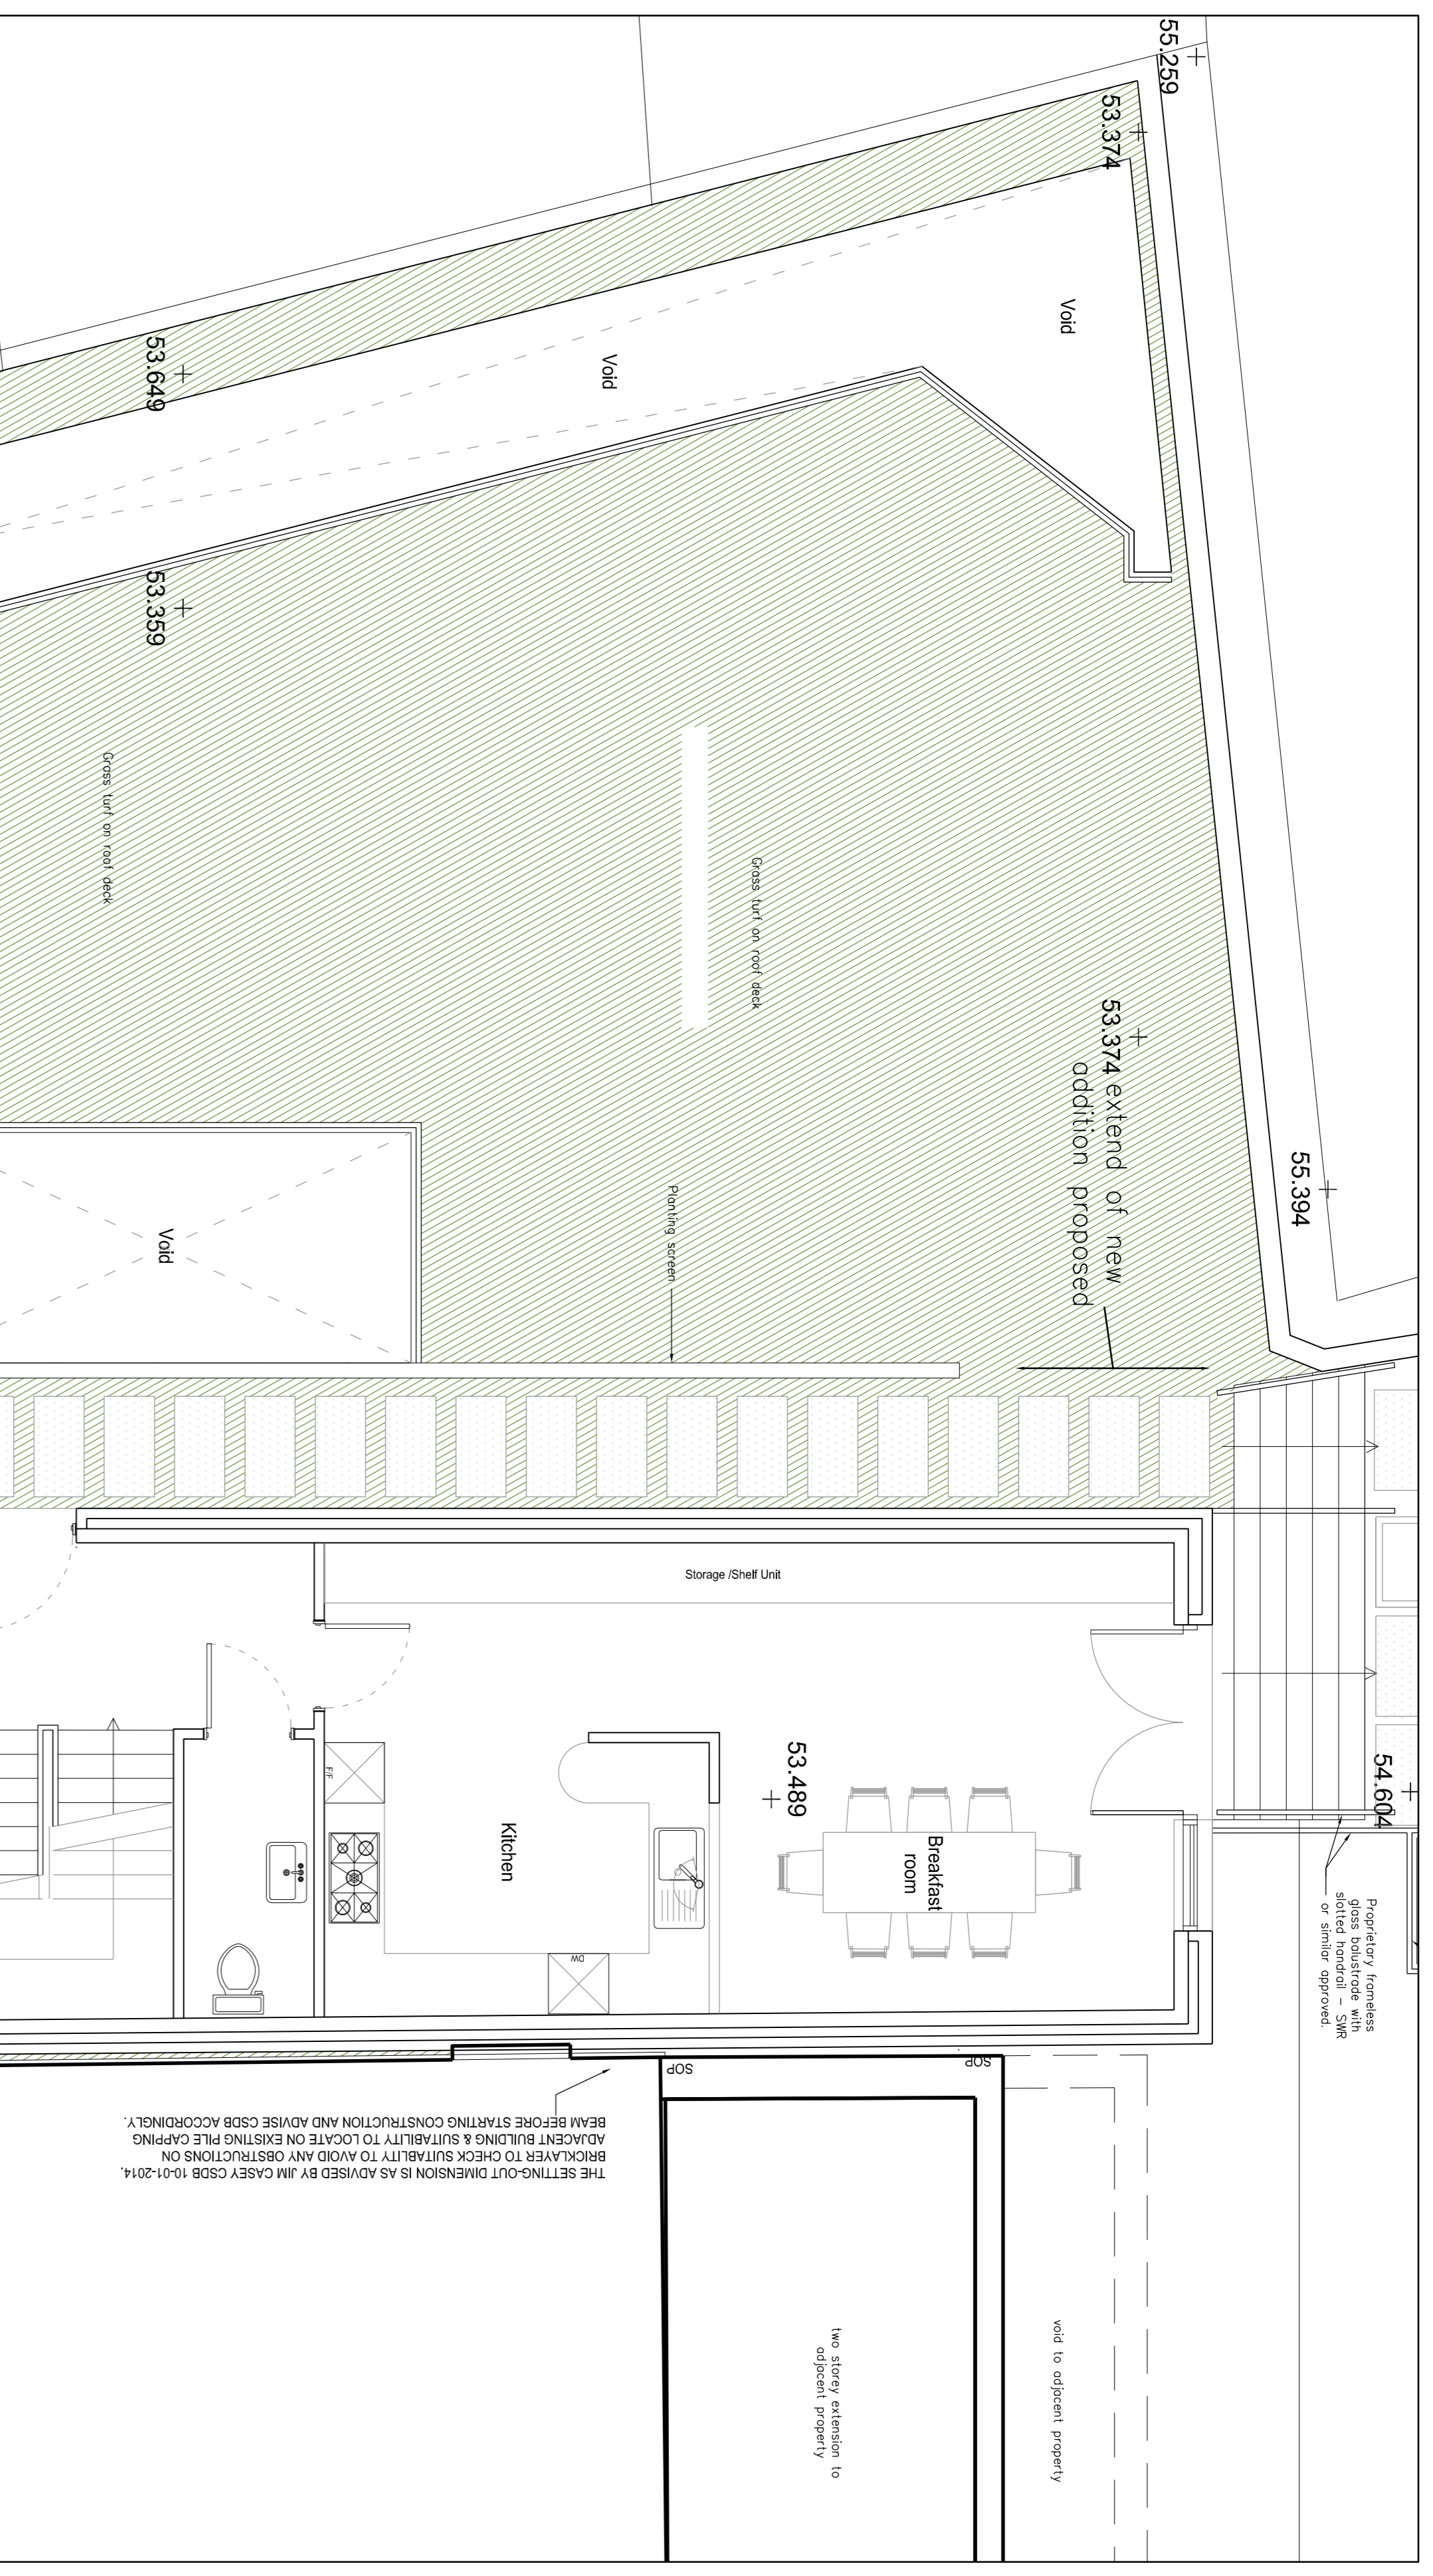 55.259
53.374
Void
Void
53.649
53.359
Grass turf on roof deck
Grass turf on roof deck
53.374
extend of new
addition proposed
55.394
Planting screen
Void
Storage /Shelf Unit
53.489
54.604
F/F
Kitchen
Breakfast
room
DW
Proprietary frameless
glass balustrade with
slotted handrail - SWR
or similar approved.
SOP
SOP
THE SETTING-OUT DIMENSION IS AS ADVISED BY JIM CASEY CSDB 10-01-2014.
BRICKLAYER TO CHECK SUITABILITY TO AVOID ANY OBSTRUCTIONS ON
ADJACENT BUILDING & SUITABILITY TO LOCATE ON EXISTING PILE CAPPING
BEAM BEFORE STARTING CONSTRUCTION AND ADVISE CSDB ACCORDINGLY.
two storey extension to
adjacent property
void to adjacent property